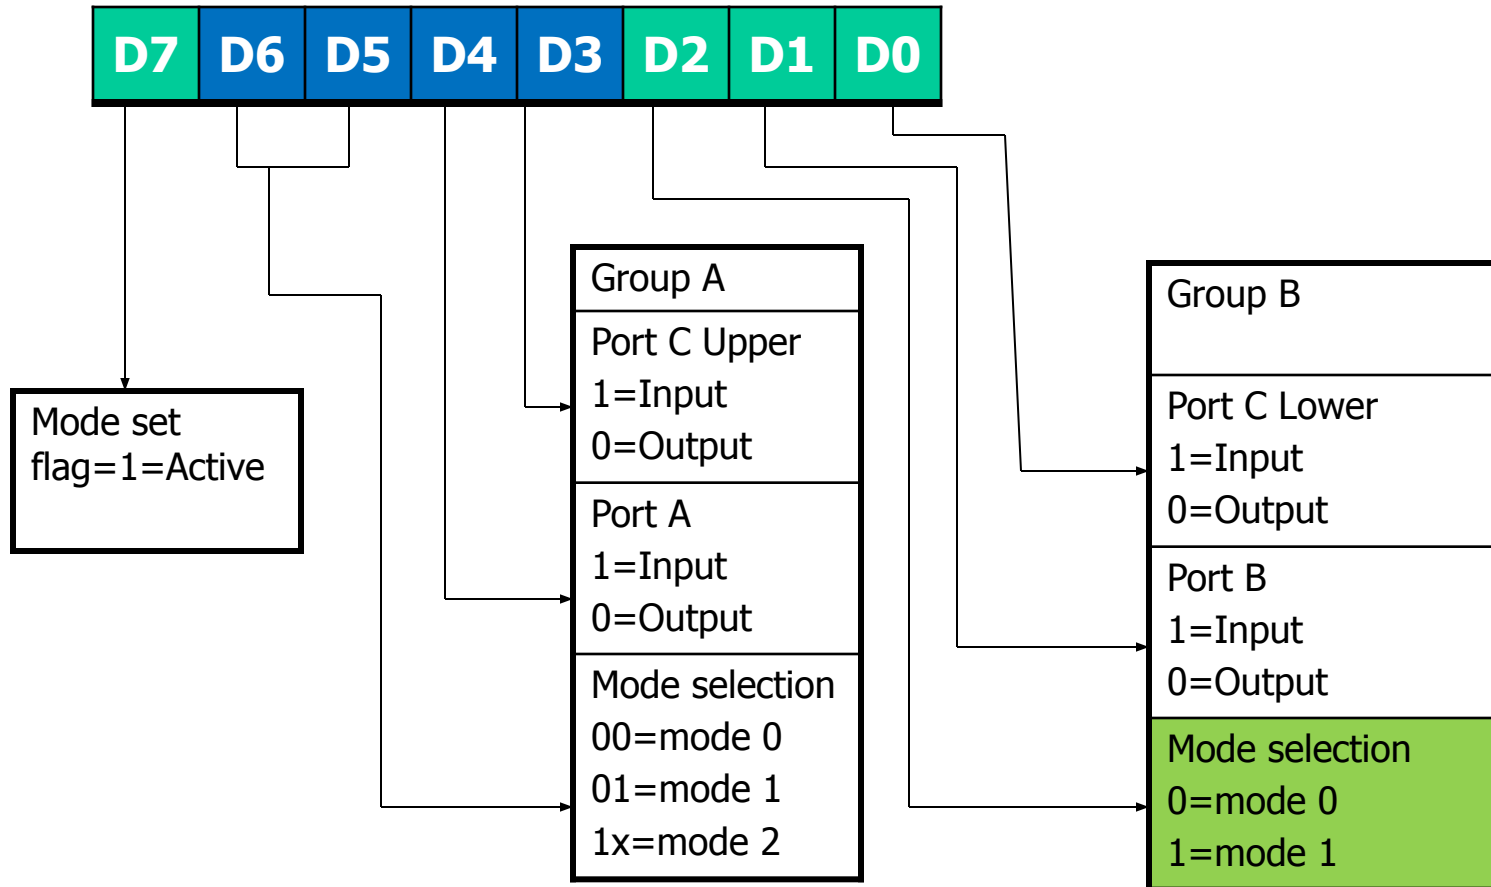 D7 D6 D5 D4 D3 D2 D1 D0
Mode set
flag=1=Active
Group A
Port C Upper
1=Input
0=Output
Port A
1=Input
0=Output
Mode selection
00=mode 0
01=mode 1
1x=mode 2
Group B
Port C Lower
1=Input
0=Output
Port B
1=Input
0=Output
Mode selection
0=mode 0
1=mode 1